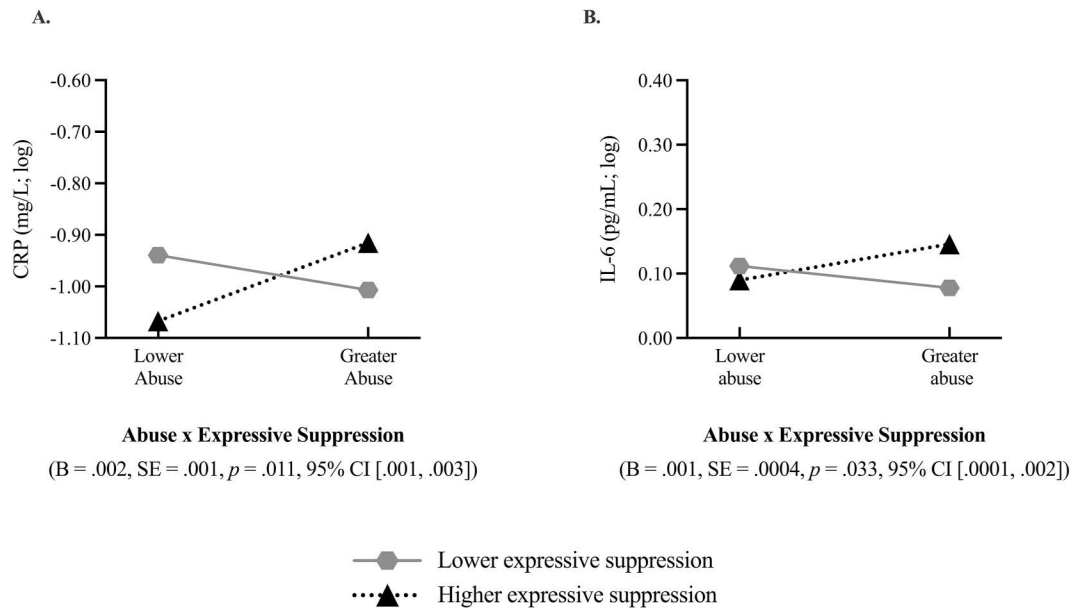 A.
B.
CRP (mg/L; log)
-0.60
-0.70
-0.80
-0.90
-1.00
-1.10
Lower
Abuse
Greater
Abuse
IL-6 (pg/mL; log)
0.40
0.30
0.20
0.10
0.00
Lower
abuse
Greater
abuse
Abuse x Expressive Suppression
(B = .002, SE = .001, p = .011, 95% CI [.001, .003])
Abuse x Expressive Suppression
(B = .001, SE = .0004, p = .033, 95% CI [.0001, .002])
Lower expressive suppression
Higher expressive suppression